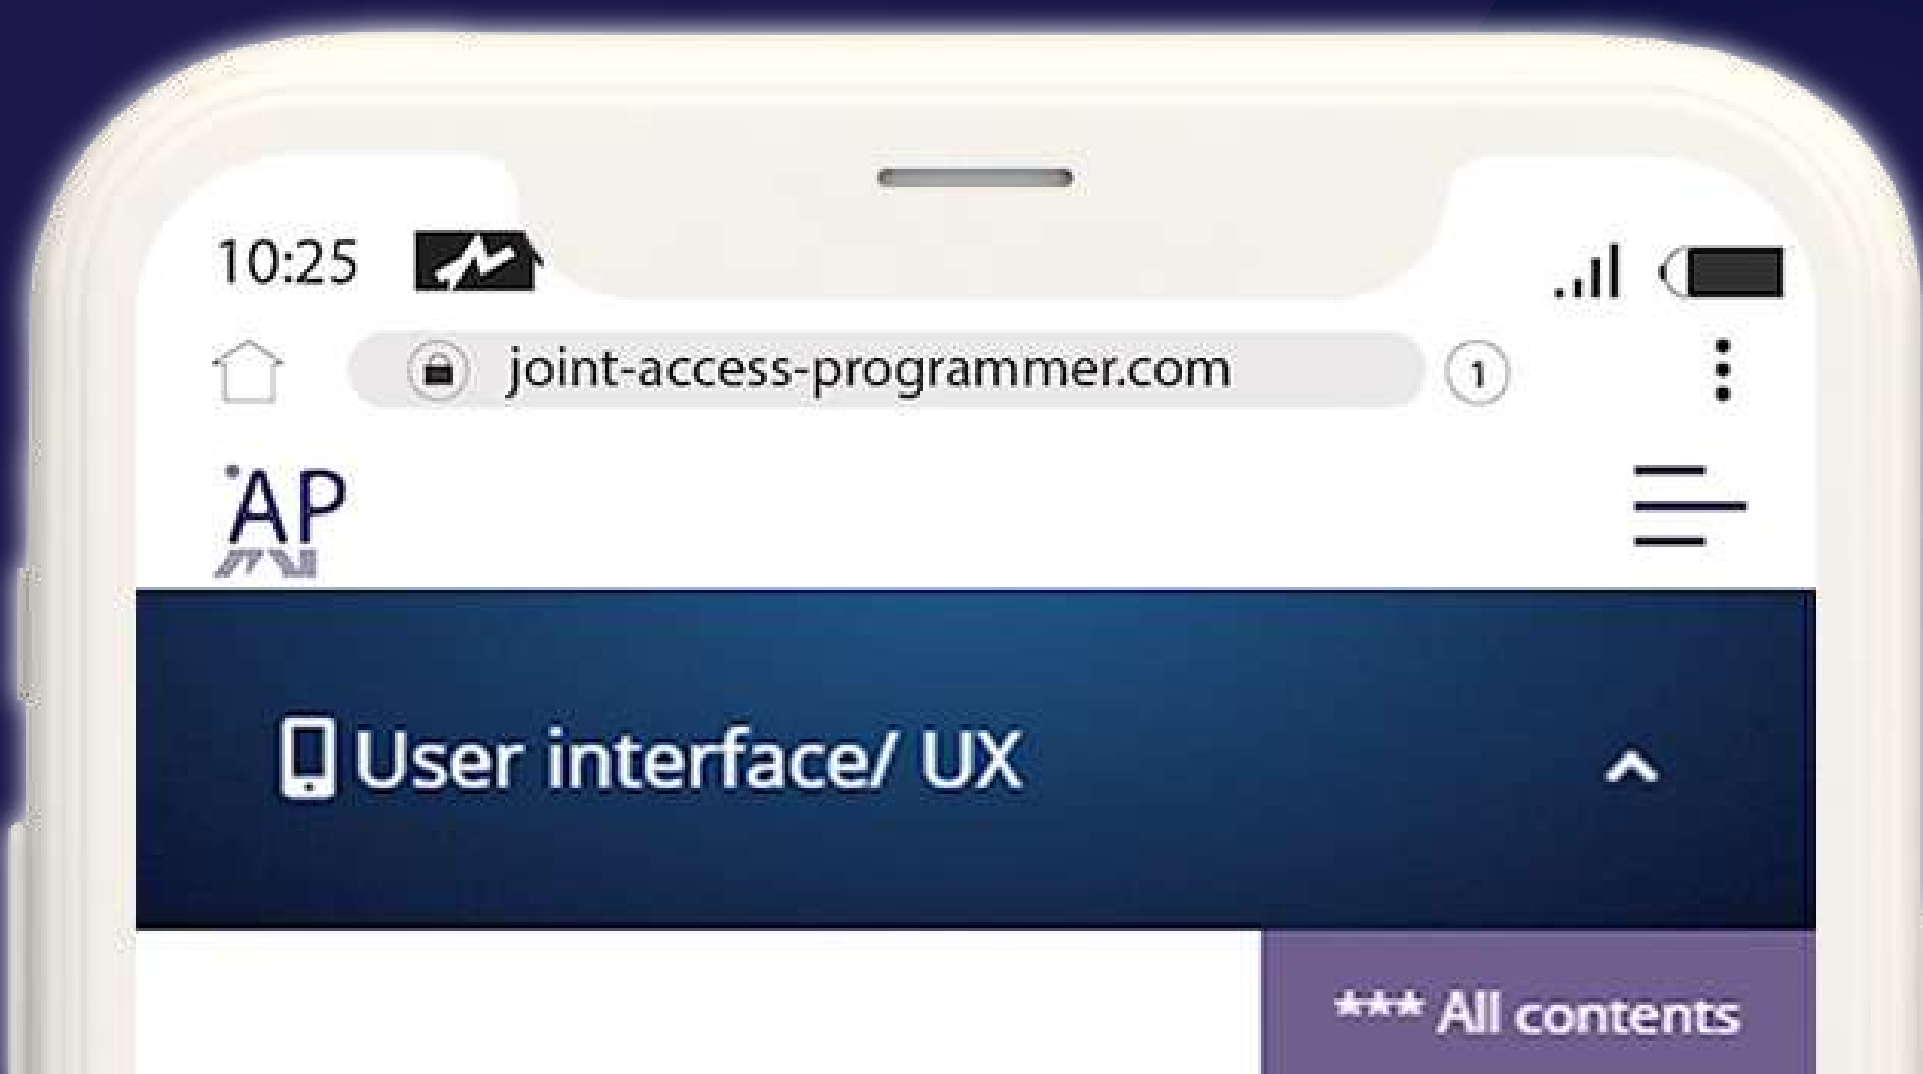 10:25
joint-access-programmer.com
1
AP
User interface/ UX
*** All contents